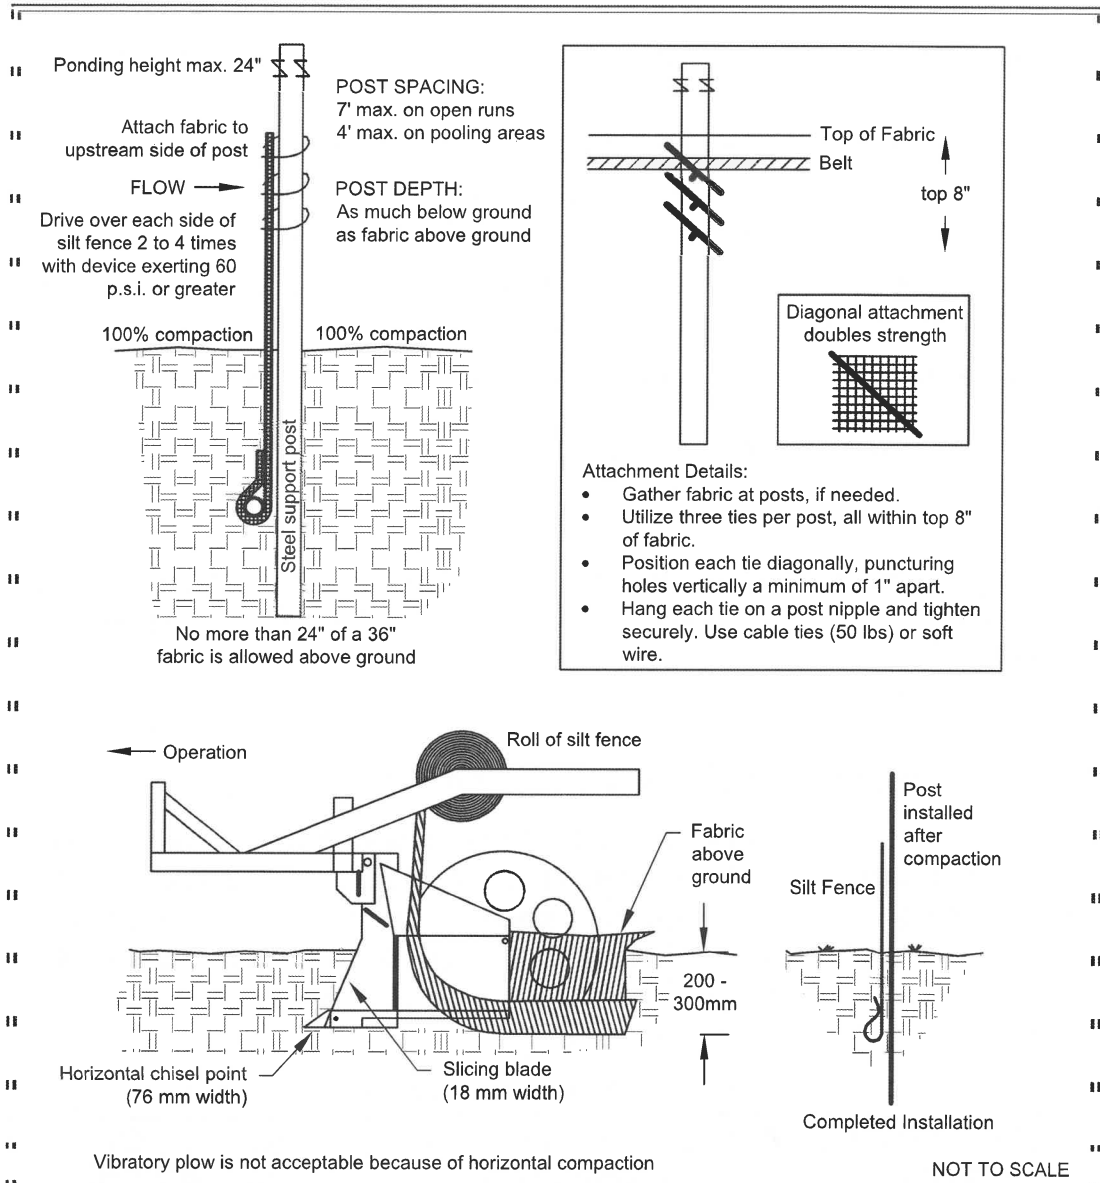 Ponding height max. 24"
POST SPACING:
7' max. on open runs
4' max. on pooling areas
Attach fabric to
upstream side of post
FLOW
POST DEPTH:
As much below ground
as fabric above ground
Drive over each side of
silt fence 2 to 4 times
with device exerting 60
p.s.i. or greater
100% compaction
100% compaction
Steel support post
No more than 24" of a 36"
fabric is allowed above ground
Top of Fabric
Belt
top 8"
Diagonal attachment
doubles strength
Attachment Details:
• Gather fabric at posts, if needed.
• Utilize three ties per post, all within top 8"
of fabric.
• Position each tie diagonally, puncturing
holes vertically a minimum of 1" apart.
• Hang each tie on a post nipple and tighten
securely. Use cable ties (50 lbs) or soft
wire.
Operation
Roll of silt fence
Fabric
above
ground
200 -
300mm
Horizontal chisel point
(76 mm width)
Slicing blade
(18 mm width)
Post
installed
after
compaction
Silt Fence
Completed Installation
Vibratory plow is not acceptable because of horizontal compaction
NOT TO SCALE